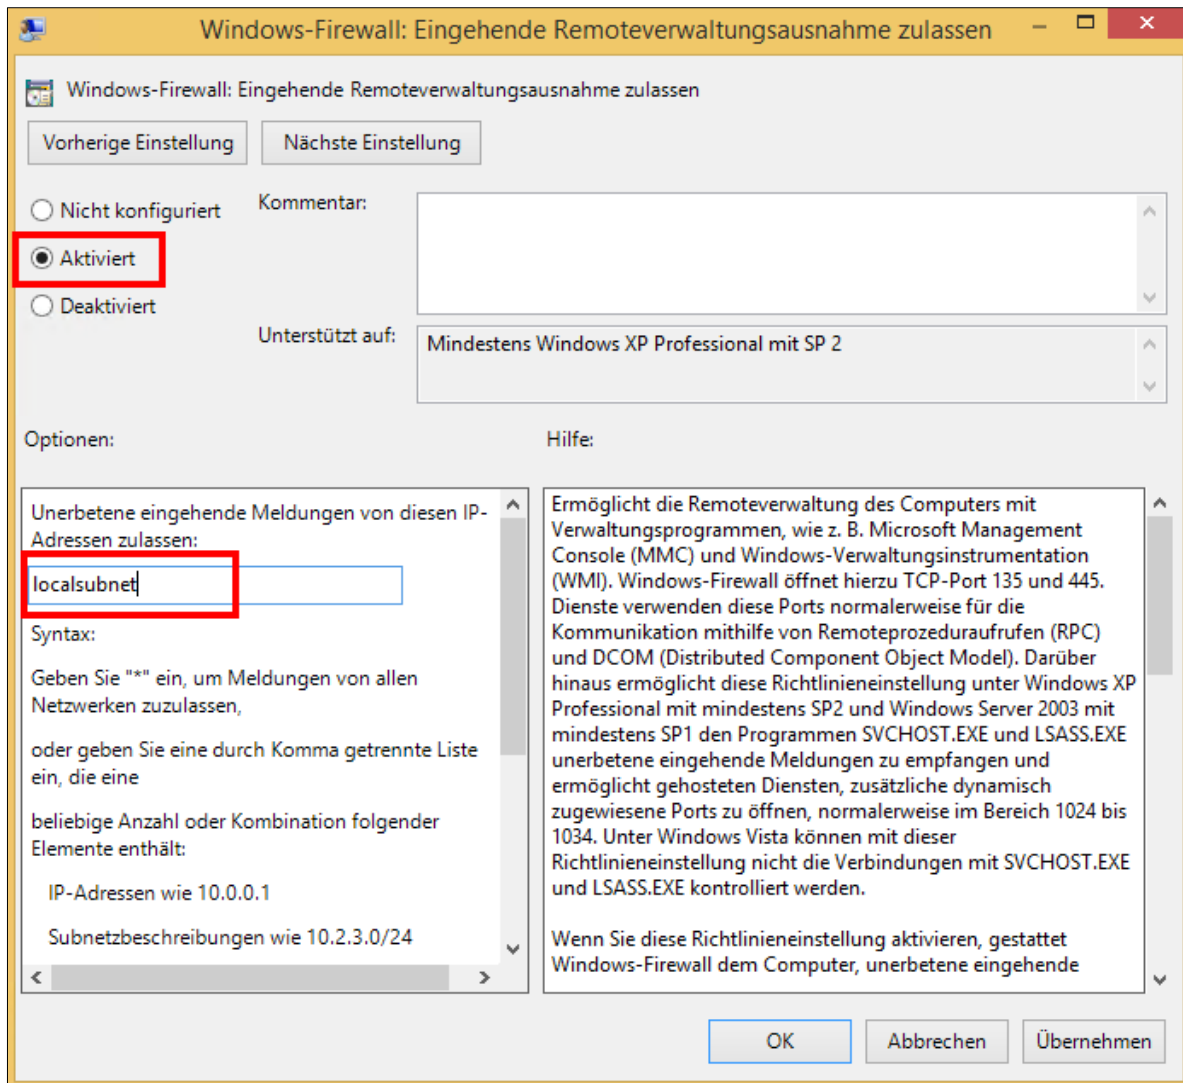 Windows-Firewall: Eingehende Remoteverwaltungsausnahme zulassen
Windows-Firewall: Eingehende Remoteverwaltungsausnahme zulassen
Vorherige Einstellung
Nächste Einstellung
Nicht konfiguriert
Aktiviert
Deaktiviert
Kommentar:
Unterstützt auf:
Mindestens Windows XP Professional mit SP 2
Optionen:
Hilfe:
Unerbetene eingehende Meldungen von diesen IP-
Adressen zulassen:
localsubnet
Syntax:
Geben Sie "*" ein, um Meldungen von allen
Netzwerken zuzulassen,
oder geben Sie eine durch Komma getrennte Liste
ein, die eine
beliebige Anzahl oder Kombination folgender
Elemente enthält:
IP-Adressen wie 10.0.0.1
Subnetzbeschreibungen wie 10.2.3.0/24
Ermöglicht die Remoteverwaltung des Computers mit
Verwaltungsprogrammen, wie z. B. Microsoft Management
Console (MMC) und Windows-Verwaltungsinstrumentation
(WMI). Windows-Firewall öffnet hierzu TCP-Port 135 und 445.
Dienste verwenden diese Ports normalerweise für die
Kommunikation mithilfe von Remoteprozeduraufrufen (RPC)
und DCOM (Distributed Component Object Model). Darüber
hinaus ermöglicht diese Richtlinieneinstellung unter Windows XP
Professional mit mindestens SP2 und Windows Server 2003 mit
mindestens SP1 den Programmen SVCHOST.EXE und LSASS.EXE
unerbetene eingehende Meldungen zu empfangen und
ermöglicht gehosteten Diensten, zusätzliche dynamisch
zugewiesene Ports zu öffnen, normalerweise im Bereich 1024 bis
1034. Unter Windows Vista können mit dieser
Richtlinieneinstellung nicht die Verbindungen mit SVCHOST.EXE
und LSASS.EXE kontrolliert werden.
Wenn Sie diese Richtlinieneinstellung aktivieren, gestattet
Windows-Firewall dem Computer, unerbetene eingehende
OK
Abbrechen
Übernehmen